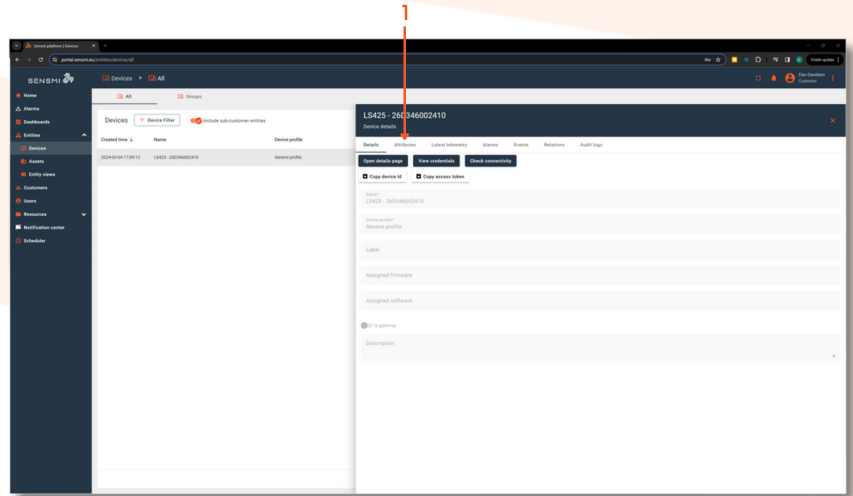 1
Sensmi platform | Devices
portal.sensmi.eu/entities/devices/all
Finish update
SENSMI
Devices
All
Dan Davidson
Customer
Home
Alarms
Dashboards
Entities
Devices
Assets
Entity views
Customers
Users
Resources
Notification center
Scheduler
All
Groups
Devices
Device Filter
Include sub-customer entities
Created time
Name
Device profile
2024-03-04 17:09:13
LS425 - 26D346002410
Sensmi profile
LS425 - 26D346002410
Device details
Details
Attributes
Latest telemetry
Alarms
Events
Relations
Audit logs
Open details page
View credentials
Check connectivity
Copy device Id
Copy access token
Name*
LS425 - 26D346002410
Device profile*
Sensmi profile
Label
Assigned firmware
Assigned software
Is gateway
Description